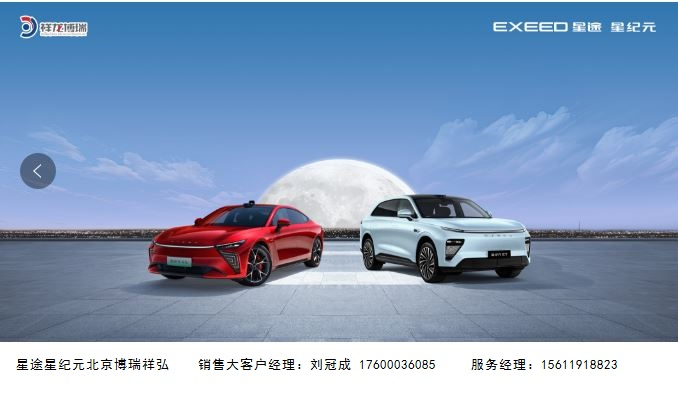 祥龙博瑞
EXEED 星途 星纪元
星途星纪元北京博瑞祥弘 销售大客户经理：刘冠成 17600036085 服务经理：15611918823